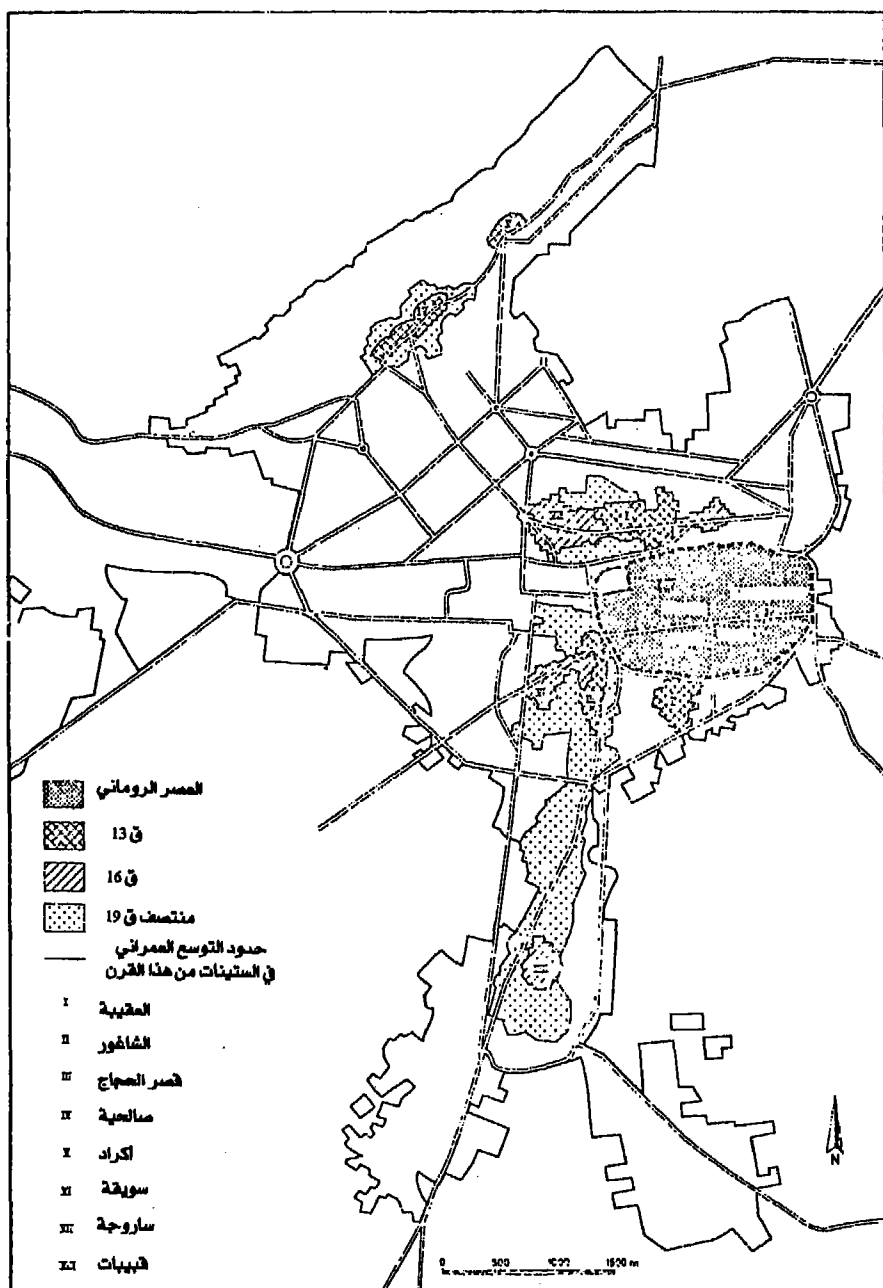 العصر الروماني
ق 13
ق 16
منتصف ق 19
حدود التوسع العمراني
في الستينات من هذا القرن
I العقيبة
II الشاغور
III قصر الحجاج
IV صالحية
V أكراد
VI سويقة
VII ساروجة
قبيبات
N
0 500 1000 1500 m